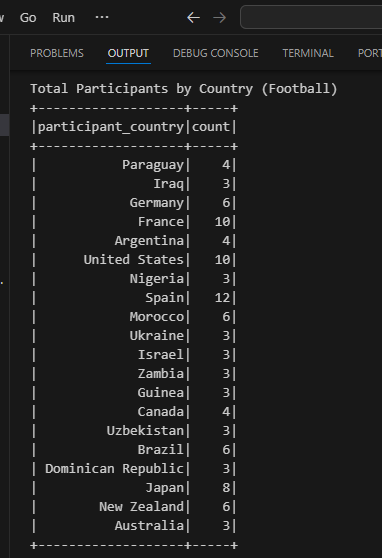 Go Run ···
PROBLEMS OUTPUT DEBUG CONSOLE TERMINAL PORT
Total Participants by Country (Football)
+-------------------+-----+
|participant_country|count|
+-------------------+-----+
|           Paraguay|    4|
|               Iraq|    3|
|            Germany|    6|
|             France|   10|
|          Argentina|    4|
|      United States|   10|
|            Nigeria|    3|
|              Spain|   12|
|            Morocco|    6|
|            Ukraine|    3|
|             Israel|    3|
|             Zambia|    3|
|             Guinea|    3|
|             Canada|    4|
|         Uzbekistan|    3|
|             Brazil|    6|
| Dominican Republic|    3|
|              Japan|    8|
|        New Zealand|    6|
|          Australia|    3|
+-------------------+-----+